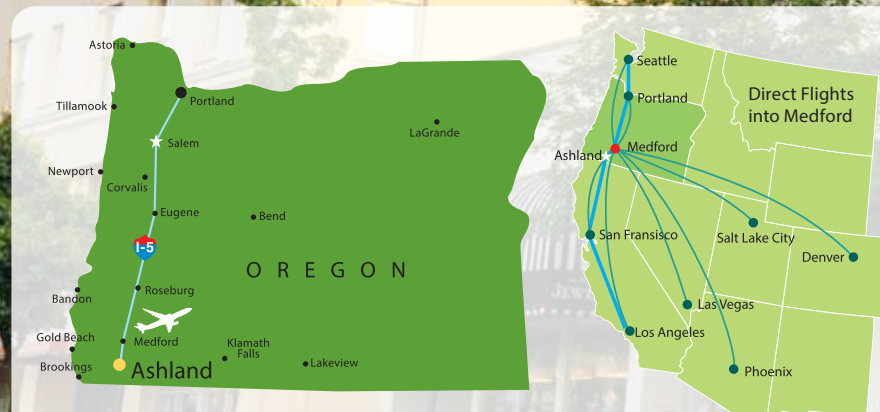 Astoria
Portland
Tillamook
LaGrande
Salem
Newport
Corvalis
Eugene
Bend
I-5
OREGON
Bandon
Roseburg
Gold Beach
Medford
Klamath
Falls
Brookings
Ashland
Lakeview
Direct Flights
into Medford
Seattle
Portland
Medford
Ashland
San Fransisco
Salt Lake City
Denver
Las Vegas
Los Angeles
Phoenix
JEWE